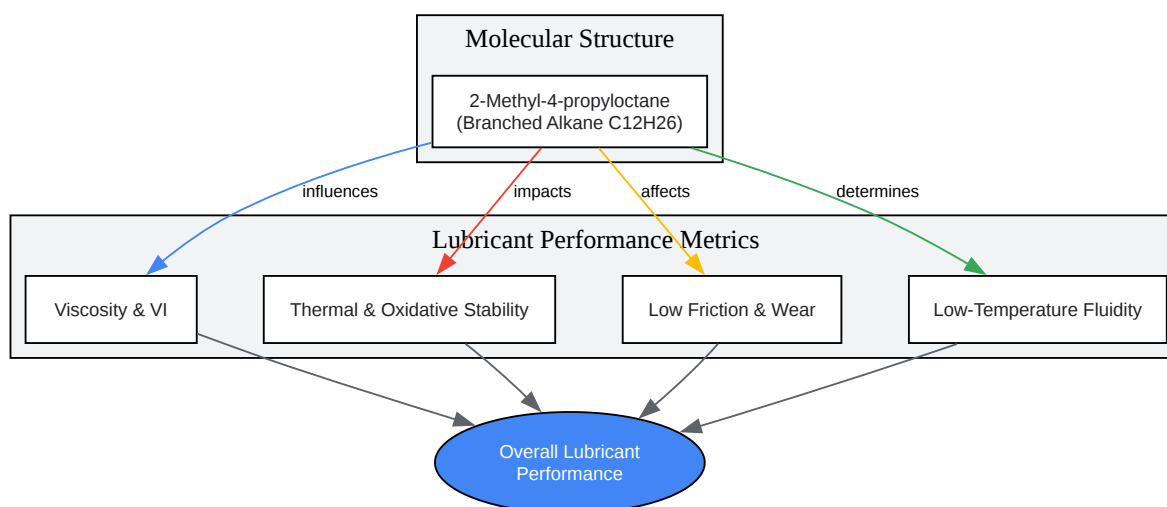 Molecular Structure
2-Methyl-4-propyloctane
(Branched Alkane C12H26)
influences
impacts
affects
determines
Lubricant Performance Metrics
Viscosity & VI
Thermal & Oxidative Stability
Low Friction & Wear
Low-Temperature Fluidity
Overall Lubricant
Performance